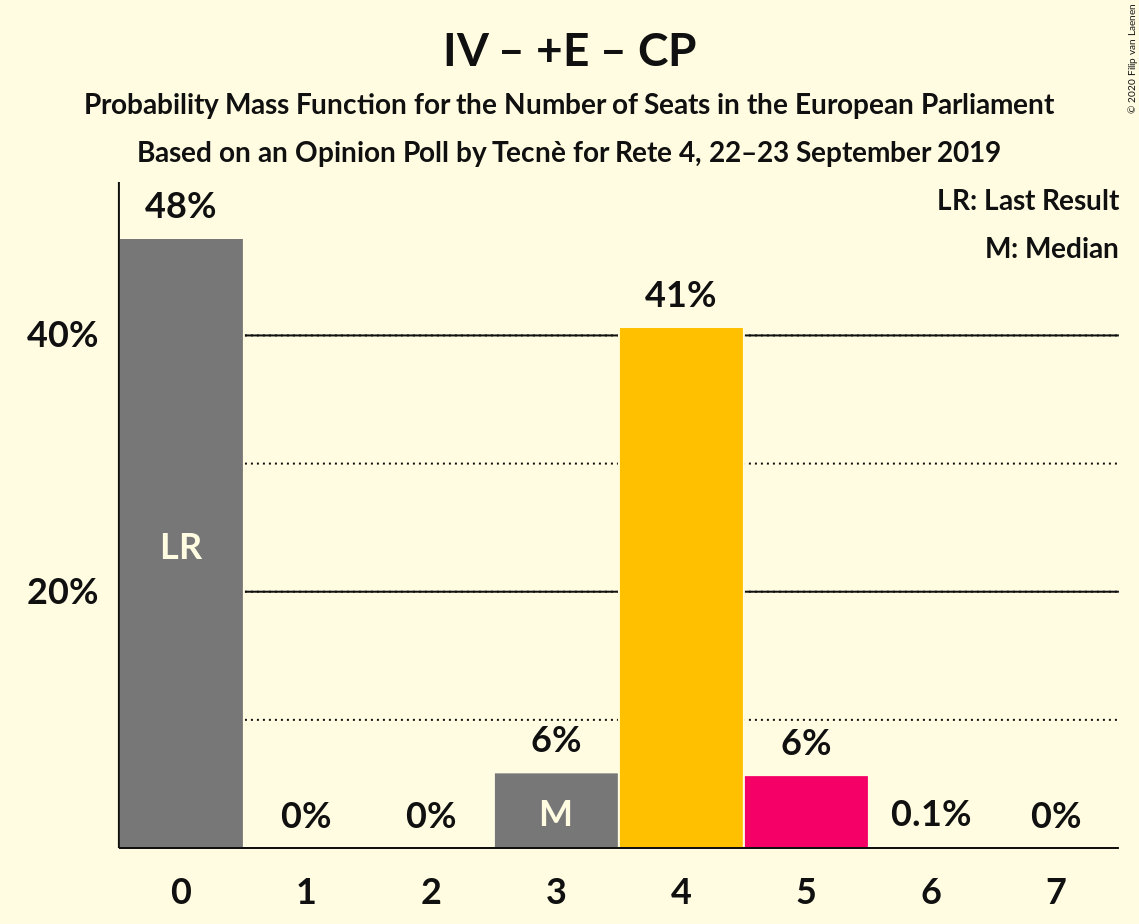 IV – +E – CP
Probability Mass Function for the Number of Seats in the European Parliament
Based on an Opinion Poll by Tecnè for Rete 4, 22–23 September 2019
© 2020 Filip van Laenen
LR: Last Result
M: Median
48%
41%
40%
LR
20%
6%
6%
M
0%
0%
0.1%
0%
0
1
2
3
4
5
6
7